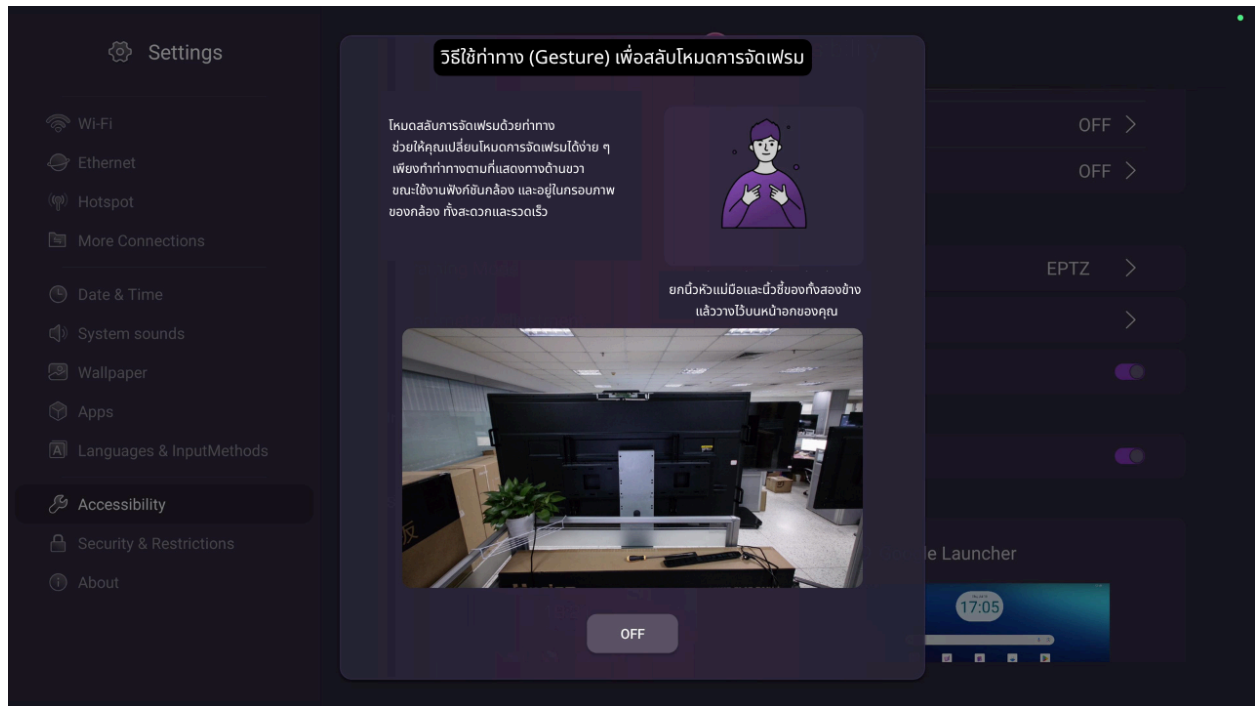 Settings
Wi-Fi
Ethernet
Hotspot
More Connections
Date & Time
System sounds
Wallpaper
Apps
Languages & InputMethods
Accessibility
Security & Restrictions
About
วิธีใช้ท่าทาง (Gesture) เพื่อสลับโหมดการจัดเฟรม
โหมดสลับการจัดเฟรมด้วยท่าทาง
ช่วยให้คุณเปลี่ยนโหมดการจัดเฟรมได้ง่าย ๆ
เพียงทำท่าทางตามที่แสดงทางด้านขวา
ขณะใช้งานฟังก์ชันกล้อง และอยู่ในกรอบภาพ
ของกล้อง ทั้งสะดวกและรวดเร็ว
ยกนิ้วหัวแม่มือและนิ้วชี้ของทั้งสองข้าง
แล้ววางไว้บนหน้าอกของคุณ
OFF
OFF
OFF
EPTZ
Launcher
17:05